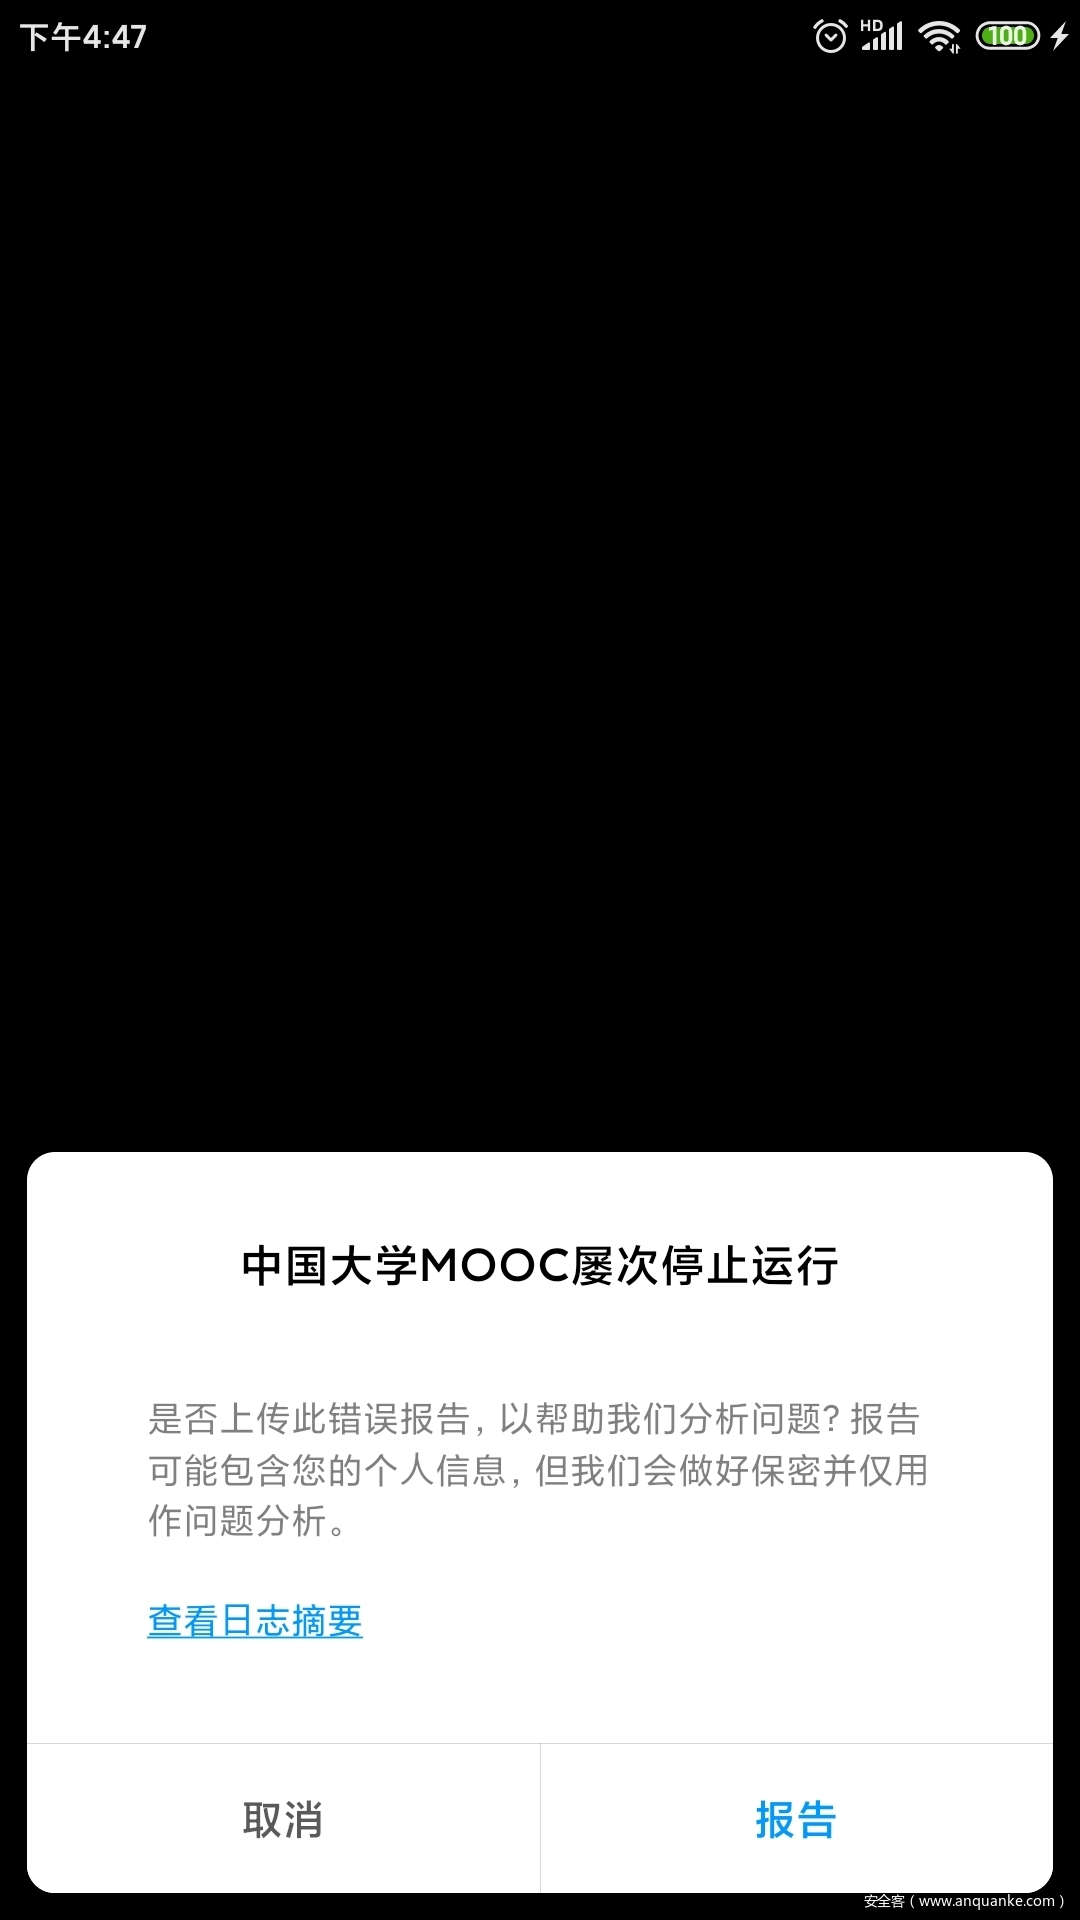 下午4:47
HD
100
中国大学MOOC屡次停止运行
是否上传此错误报告, 以帮助我们分析问题? 报告
可能包含您的个人信息, 但我们会做好保密并仅用
作问题分析。
查看日志摘要
取消
报告
安全客 ( www.anquanke.com )